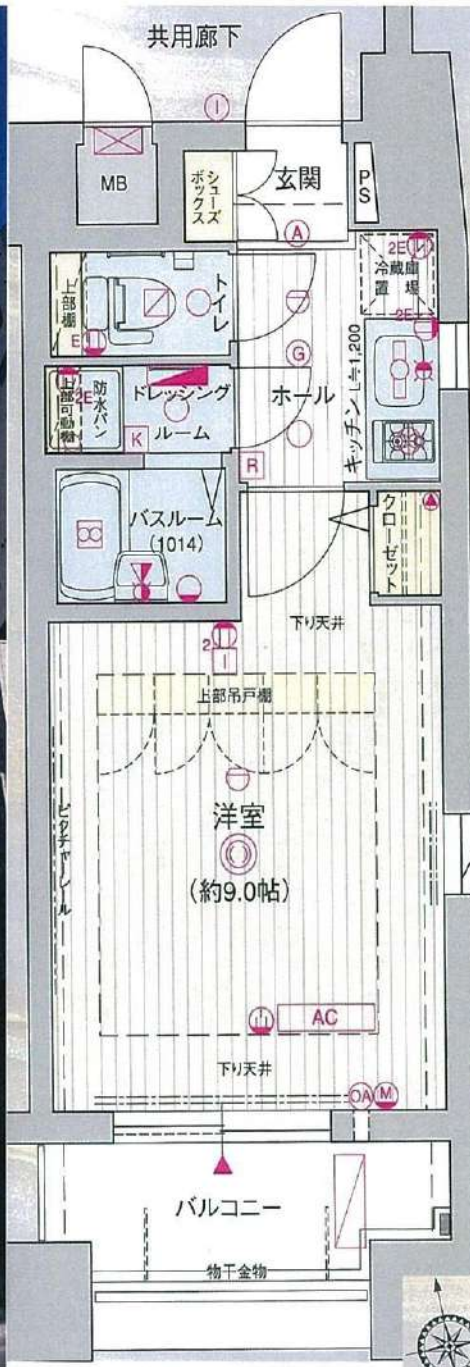 共用廊下
I
MB
シューズ
ボックス
玄関
PS
A
2E
冷蔵庫
置場
上部棚
トイレ
E
G
2E
キッチン L≒1,200
ホール
上部可動棚
2E
防水パン
ドレッシング
ルーム
K
R
バスルーム
(1014)
クローゼット
下り天井
2
I
上部吊戸棚
ピクチャーレール
洋室
(約9.0帖)
AC
下り天井
OA
M
バルコニー
物干金物